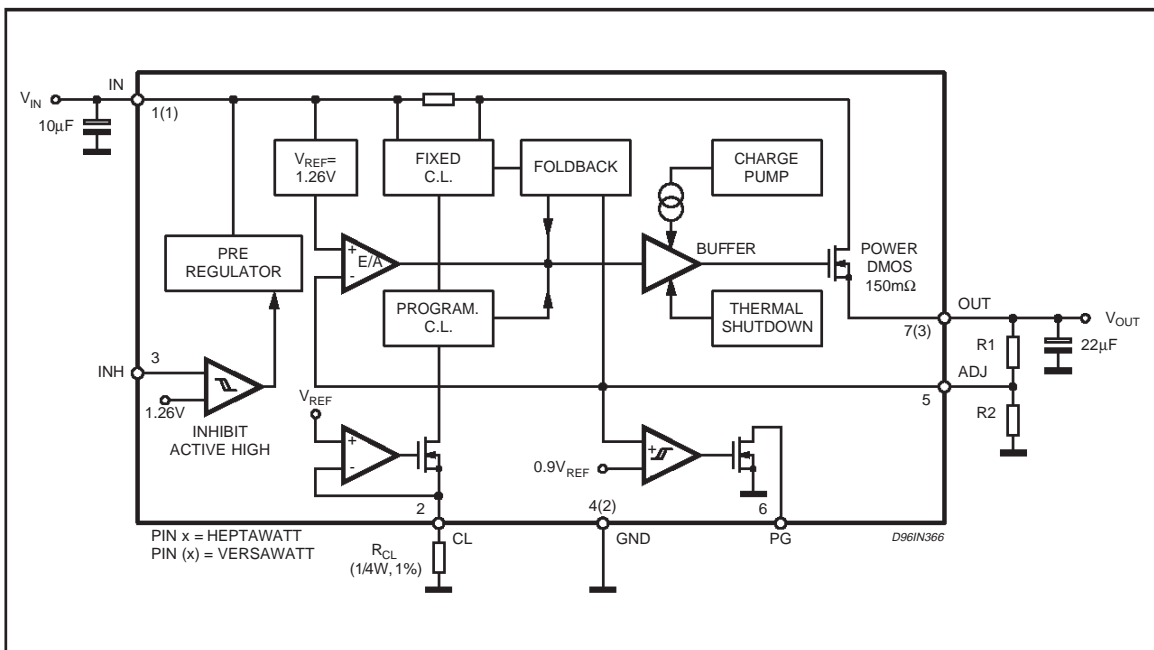 IN
V_IN
1(1)
10µF
V_REF=
1.26V
FIXED
C.L.
FOLDBACK
CHARGE
PUMP
PRE
REGULATOR
+
E/A
-
BUFFER
POWER
DMOS
150mΩ
PROGRAM.
C.L.
THERMAL
SHUTDOWN
OUT
7(3)
V_OUT
R1
22µF
3
INH
1.26V
INHIBIT
ACTIVE HIGH
V_REF
+
-
ADJ
5
R2
+
0.9V_REF
2
4(2)
6
PIN x = HEPTAWATT
PIN (x) = VERSAWATT
CL
GND
PG
D96IN366
R_CL
(1/4W, 1%)